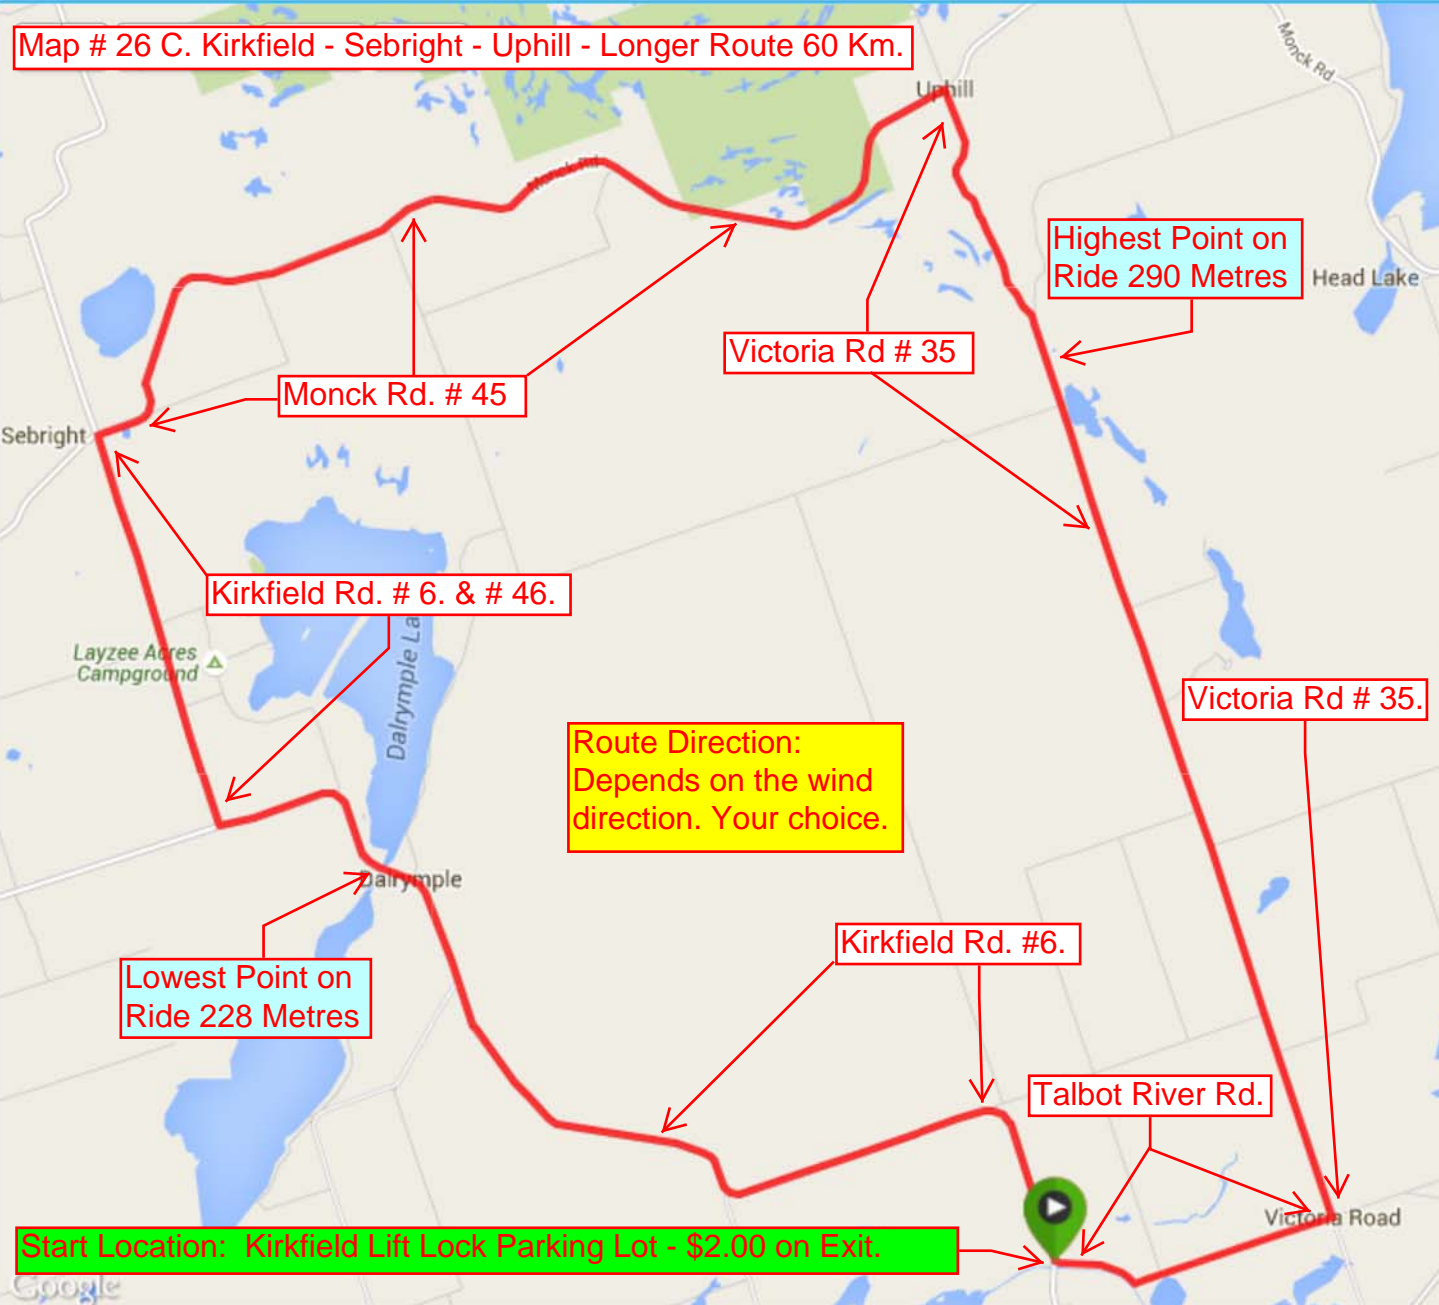 Map # 26 C. Kirkfield - Sebright - Uphill - Longer Route 60 Km.
Monck Rd
Uphill
Monck Rd
Highest Point on
Ride 290 Metres
Head Lake
Victoria Rd # 35
Monck Rd. # 45
Sebright
Kirkfield Rd. # 6. & # 46.
Layzee Acres
Campground
Dalrymple La
Victoria Rd # 35.
Route Direction:
Depends on the wind
direction. Your choice.
Dalrymple
Kirkfield Rd. #6.
Lowest Point on
Ride 228 Metres
Talbot River Rd.
Victoria Road
Start Location:  Kirkfield Lift Lock Parking Lot - $2.00 on Exit.
Google